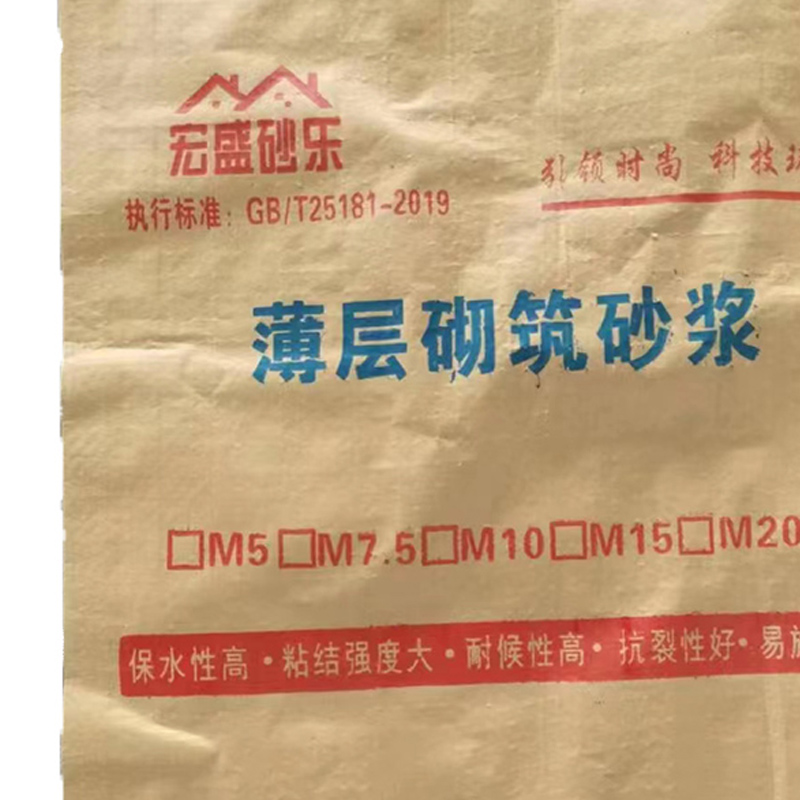 宏盛砂乐
引领时尚 科技
执行标准：GB/T25181-2019
薄层砌筑砂浆
□M5□M7.5□M10□M15□M20
保水性高·粘结强度大·耐候性高·抗裂性好·易